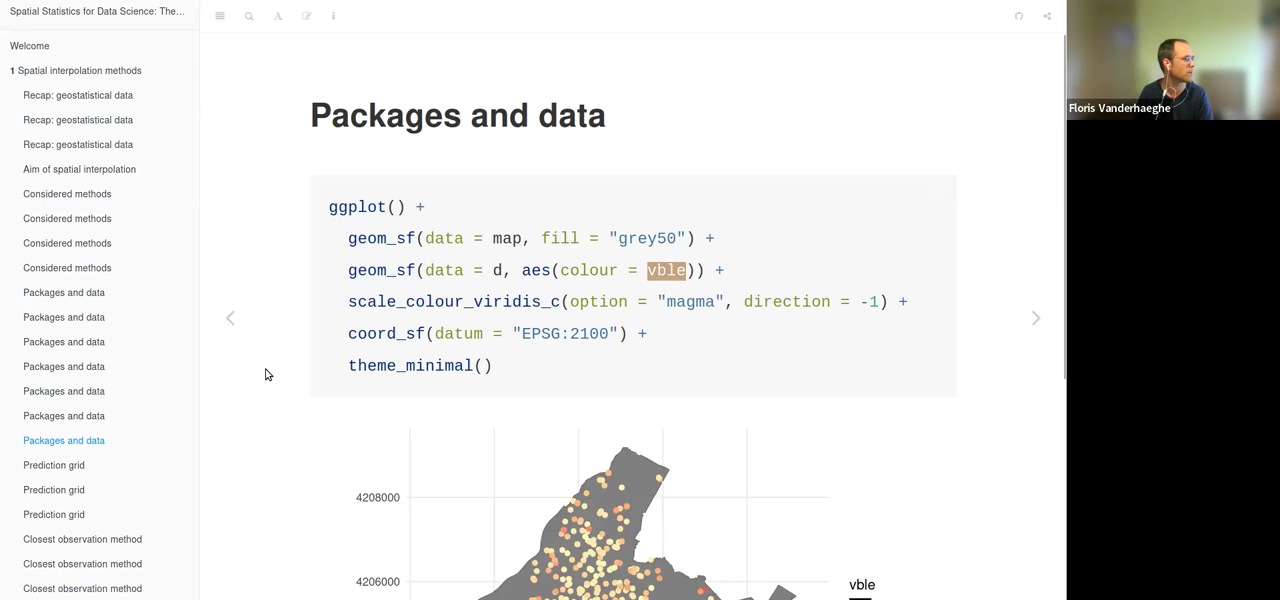 Spatial Statistics for Data Science: The…
Welcome
1 Spatial interpolation methods
Recap: geostatistical data
Recap: geostatistical data
Recap: geostatistical data
Aim of spatial interpolation
Considered methods
Considered methods
Considered methods
Considered methods
Packages and data
Packages and data
Packages and data
Packages and data
Packages and data
Packages and data
Packages and data
Prediction grid
Prediction grid
Prediction grid
Closest observation method
Closest observation method
Closest observation method
Packages and data
ggplot() +
geom_sf(data = map, fill = "grey50") +
geom_sf(data = d, aes(colour = vble)) +
scale_colour_viridis_c(option = "magma", direction = -1) +
coord_sf(datum = "EPSG:2100") +
theme_minimal()
4208000
4206000
vble
Floris Vanderhaeghe